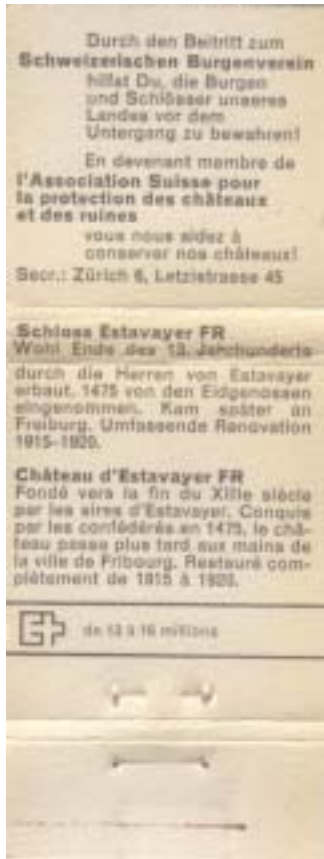 Durch den Beitritt zum
Schweizerischen Burgenverein
hilfst Du, die Burgen
und Schlösser unseres
Landes vor dem
Untergang zu bewahren!
En devenant membre de
l'Association Suisse pour
la protection des châteaux
et des ruines
vous nous aidez à
conserver nos châteaux!
Secr.: Zürich 6, Letzistrasse 45
Schloss Estavayer FR
Wohl Ende des 13. Jahrhunderts
durch die Herren von Estavayer
erbaut. 1475 von den Eidgenossen
eingenommen. Kam später an
Freiburg. Umfassende Renovation
1915-1920.
Château d'Estavayer FR
Fondé vers la fin du XIIIe siècle
par les sires d'Estavayer. Conquis
par les confédérés en 1475, le châ-
teau passe plus tard aux mains de
la ville de Fribourg. Restauré com-
plètement de 1915 à 1920.
de 13 à 16 millions